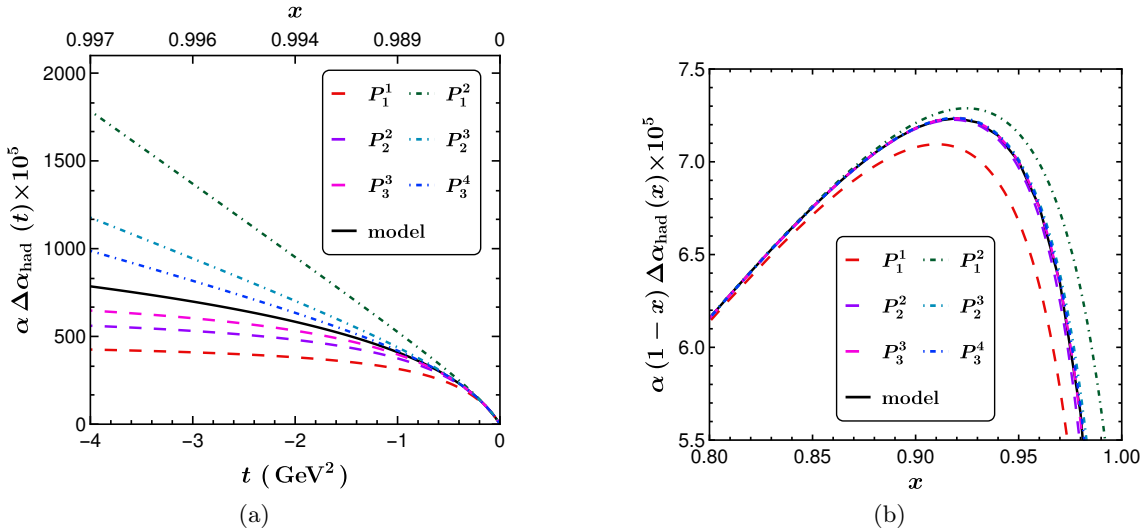 x
0.997 0.996 0.994 0.989 0
2000
1500
1000
500
0
α Δα_had (t)×10^5
P_1^1 P_1^2
P_2^2 P_2^3
P_3^3 P_3^4
model
−4 −3 −2 −1 0
t (GeV^2)
(a)
7.5
7.0
6.5
6.0
5.5
α (1 − x) Δα_had (x)×10^5
P_1^1 P_1^2
P_2^2 P_2^3
P_3^3 P_3^4
model
0.80 0.85 0.90 0.95 1.00
x
(b)